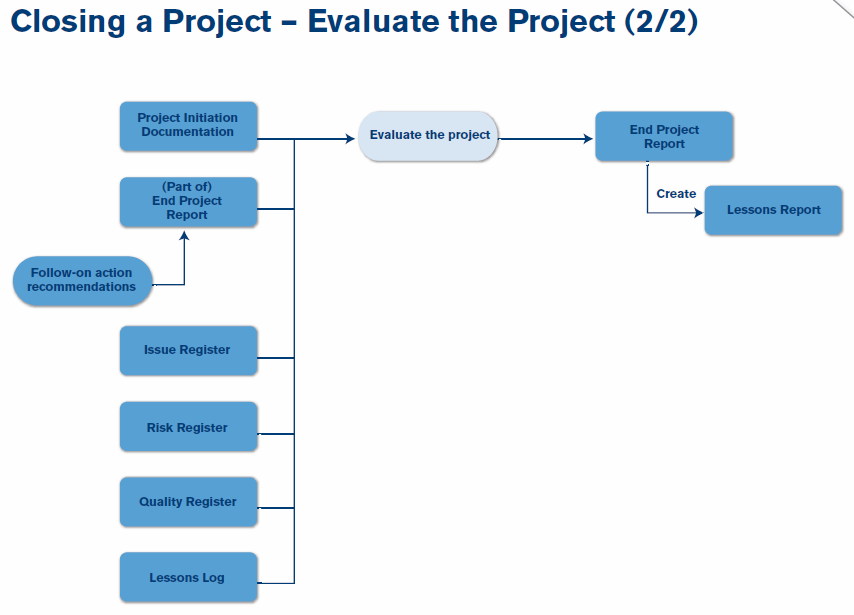 Closing a Project – Evaluate the Project (2/2)
Project Initiation
Documentation
Evaluate the project
End Project
Report
(Part of)
End Project
Report
Create
Lessons Report
Follow-on action
recommendations
Issue Register
Risk Register
Quality Register
Lessons Log